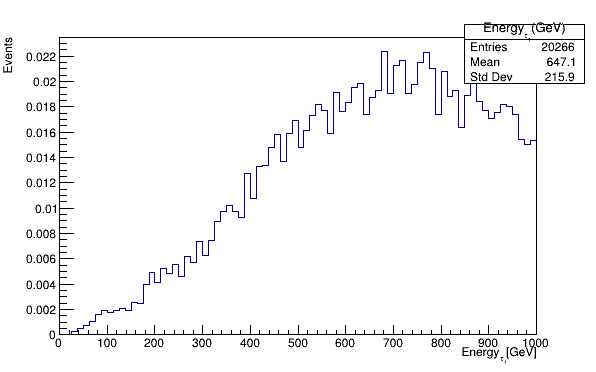 Energy_τ₁(GeV)
Entries 20266
Mean 647.1
Std Dev 215.9
Events
0.022
0.02
0.018
0.016
0.014
0.012
0.01
0.008
0.006
0.004
0.002
0
0 100 200 300 400 500 600 700 800 900 1000
Energy_τ₁[GeV]